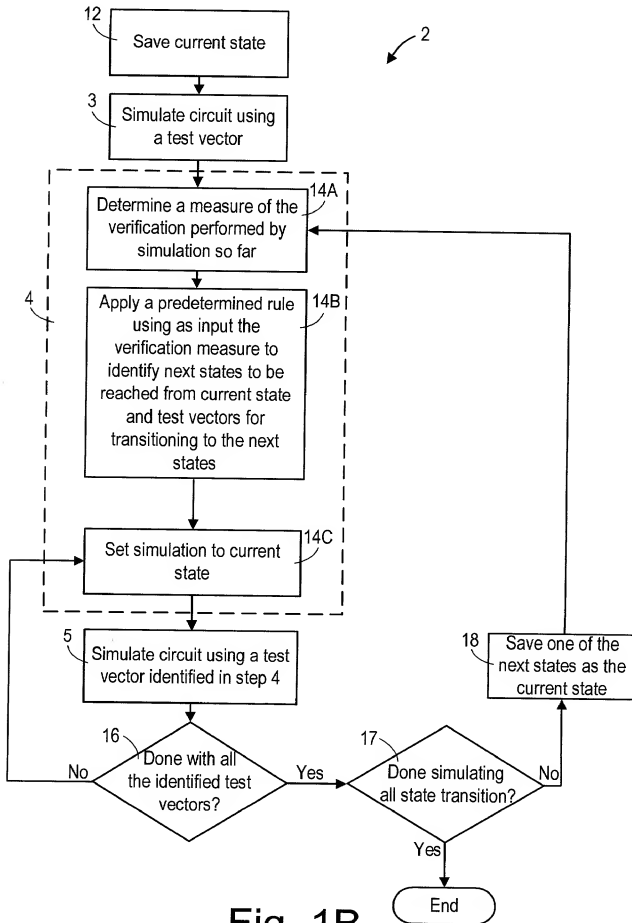 12
Save current state
2
3
Simulate circuit using
a test vector
14A
Determine a measure of the
verification performed by
simulation so far
4
14B
Apply a predetermined rule
using as input the
verification measure to
identify next states to be
reached from current state
and test vectors for
transitioning to the next
states
14C
Set simulation to current
state
5
Simulate circuit using a test
vector identified in step 4
18
Save one of the
next states as the
current state
16
Done with all
the identified test
vectors?
No
Yes
17
Done simulating
all state transition?
No
Yes
End
Fig. 1B